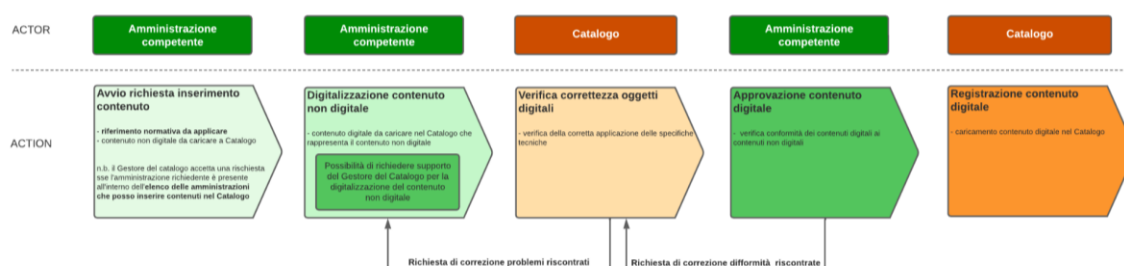 ACTOR
Amministrazione
competente
Amministrazione
competente
Catalogo
Amministrazione
competente
Catalogo
ACTION
Avvio richiesta inserimento
contenuto
- riferimento normativa da applicare
- contenuto non digitale da caricare a Catalogo
n.b. il Gestore del catalogo accetta una rischiesta
sse l'amministrazione richiedente è presente
all'interno dell'elenco delle amministrazioni
che posso inserire contenuti nel Catalogo
Digitalizzazione contenuto
non digitale
- contenuto digitale da caricare nel Catalogo che
rappresenta il contenuto non digitale
Possibilità di richiedere supporto
del Gestore del Catalogo per la
digitalizzazione del contenuto
non digitale
Verifica correttezza oggetti
digitali
- verifica della corretta applicazione delle specifiche
tecniche
Approvazione contenuto
digitale
- verifica conformità dei contenuti digitali ai
contenuti non digitali
Registrazione contenuto
digitale
- caricamento contenuto digitale nel Catalogo
Richiesta di correzione problemi riscontrati
Richiesta di correzione difformità riscontrate